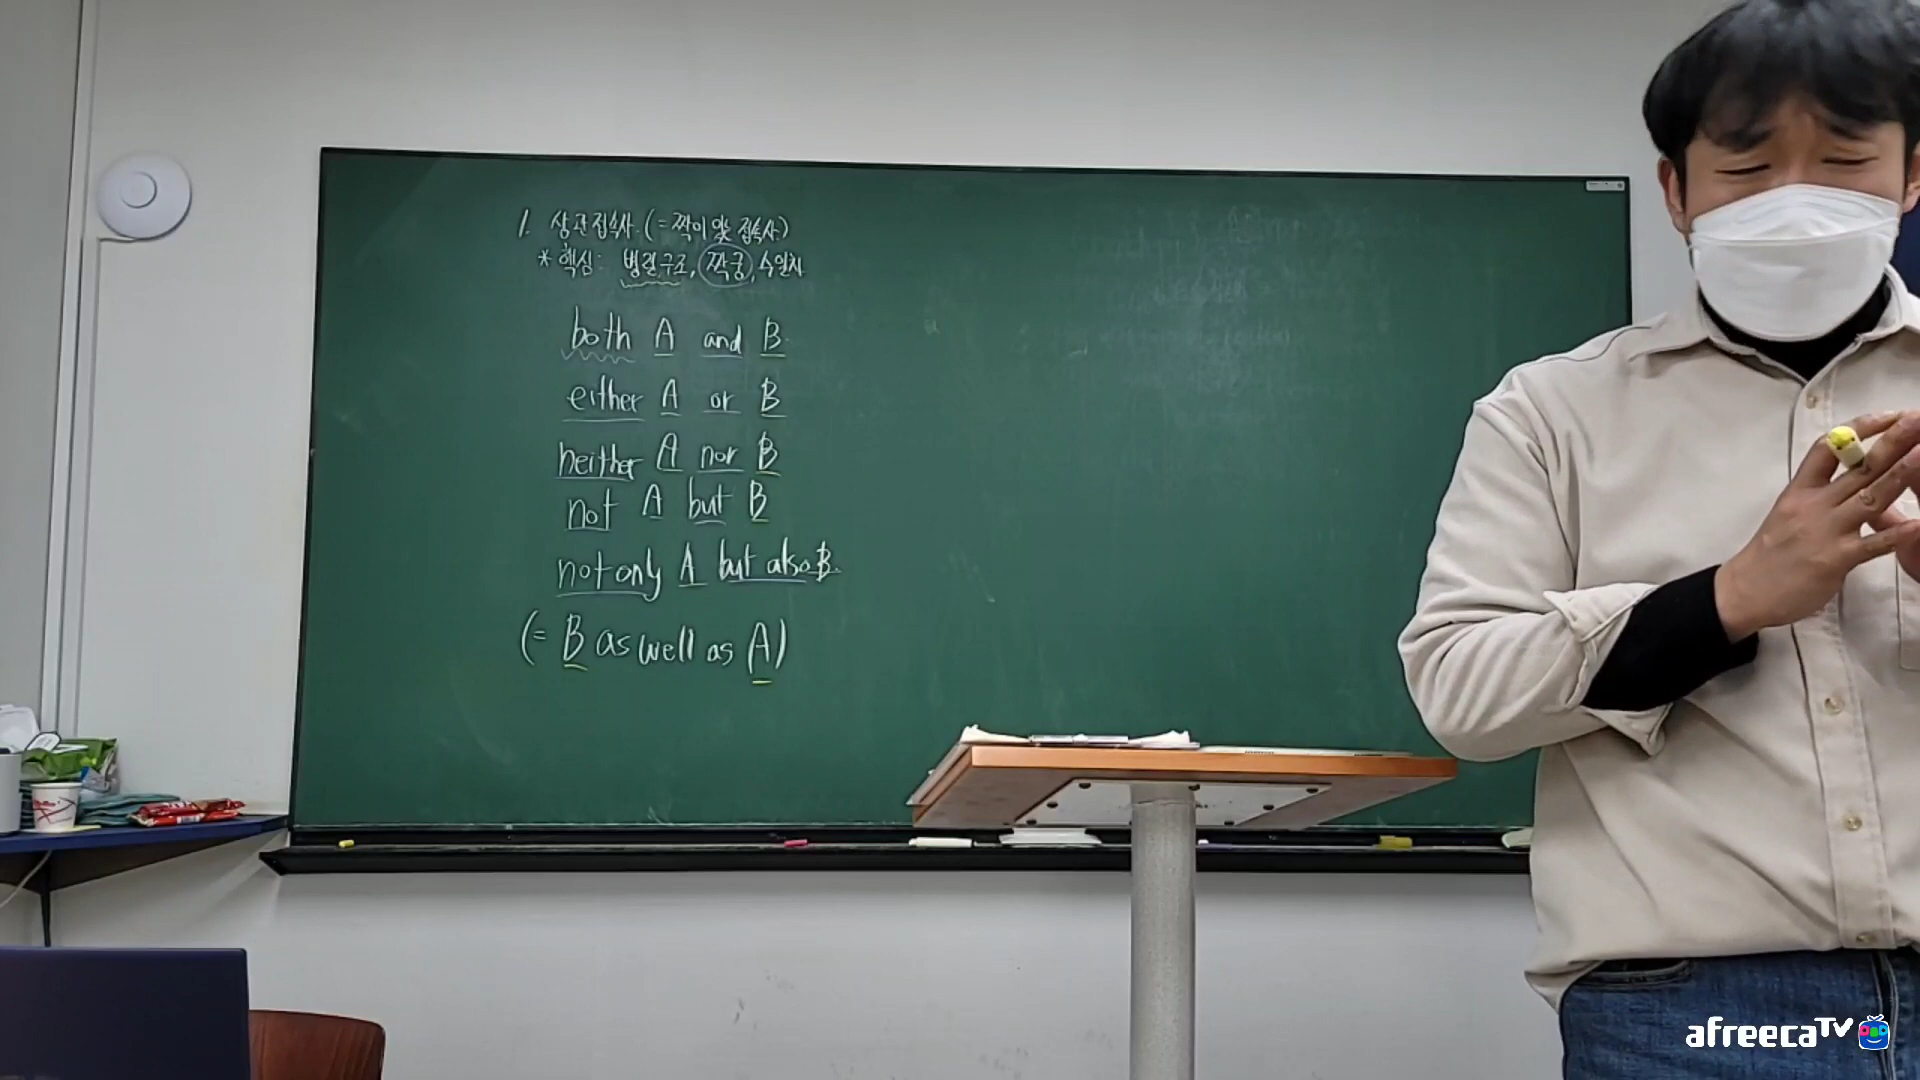 1. 상관접속사 (=짝이 있는 접속사)
* 핵심: 병렬구조, 짝궁, 수일치
both A and B
either A or B
neither A nor B
not A but B
not only A but also B.
(= B as well as A)
afreecaTV